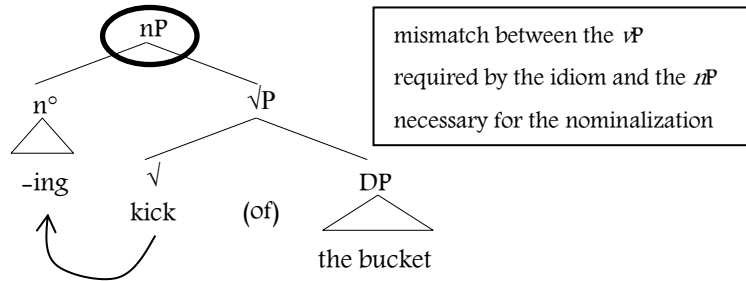 nP
mismatch between the vP
required by the idiom and the nP
necessary for the nominalization
n° √P
-ing √ DP
kick (of)
the bucket